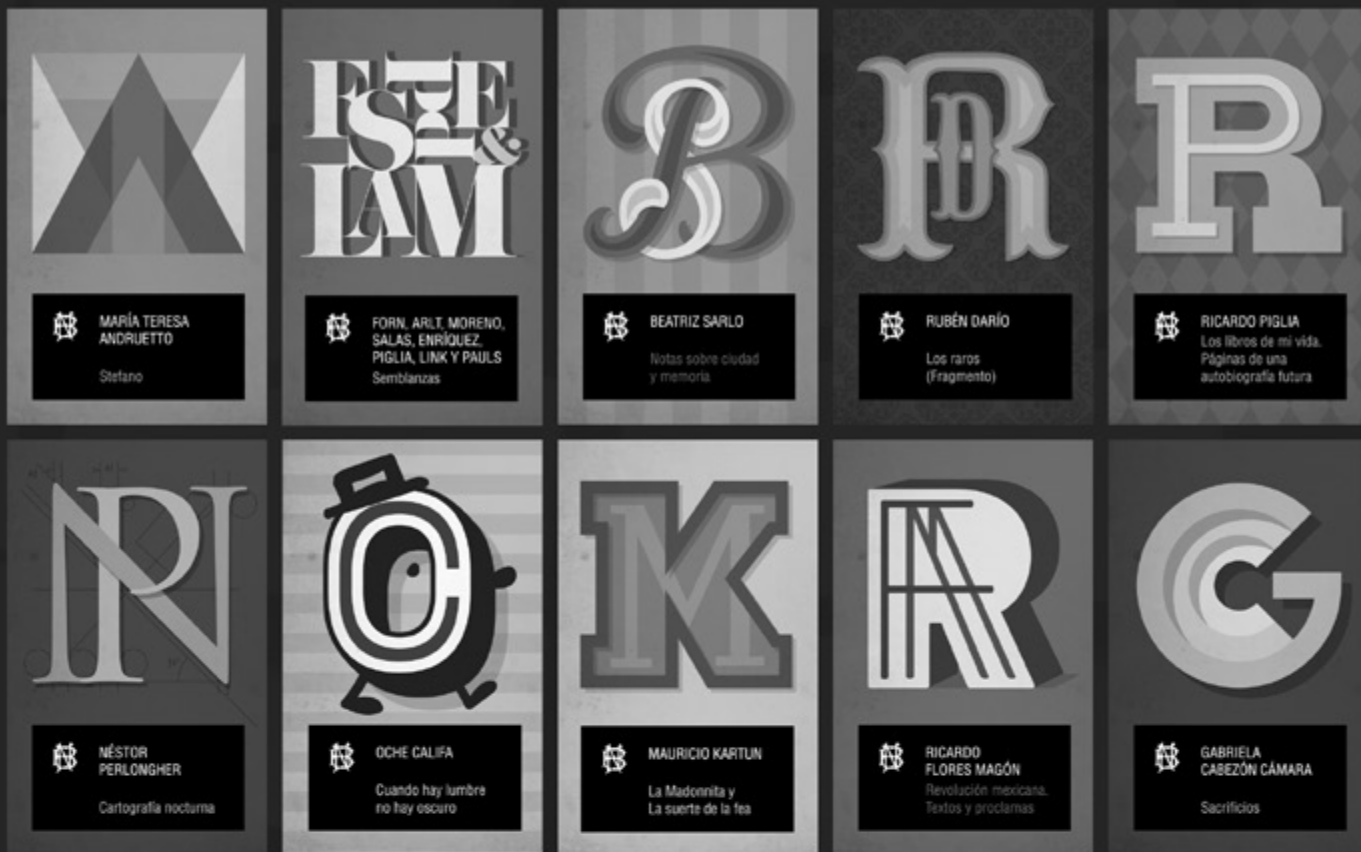 MARÍA TERESA
ANDRUETTO
Stefano
FORN, ARLT, MORENO,
SALAS, ENRÍQUEZ,
PIGLIA, LINK Y PAULS
Semblanzas
BEATRIZ SARLO
Notas sobre ciudad
y memoria
RUBÉN DARÍO
Los raros
(Fragmento)
RICARDO PIGLIA
Los libros de mi vida.
Páginas de una
autobiografía futura
NÉSTOR
PERLONGHER
Cartografía nocturna
OCHE CALIFA
Cuando hay lumbre
no hay oscuro
MAURICIO KARTUN
La Madonnita y
La suerte de la fea
RICARDO
FLORES MAGÓN
Revolución mexicana.
Textos y proclamas
GABRIELA
CABEZÓN CÁMARA
Sacrificios